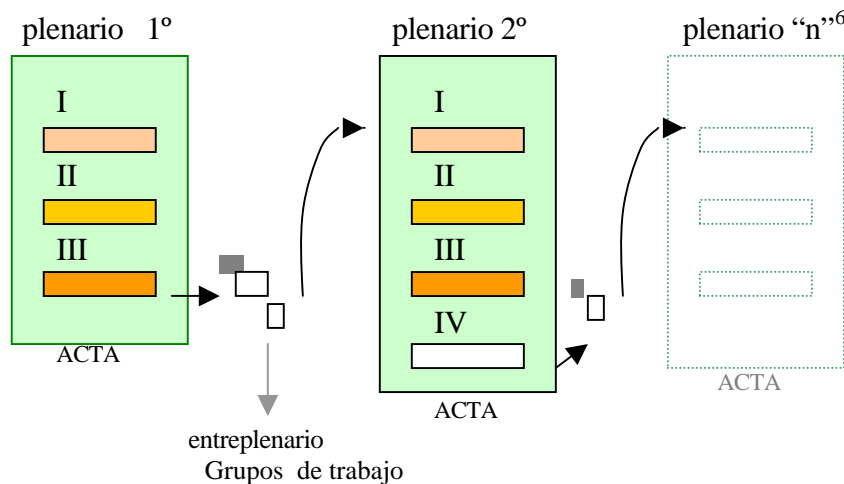 plenario 1º
I
II
III
ACTA
entreplenario
Grupos de trabajo
plenario 2º
I
II
III
IV
ACTA
plenario “n”6
ACTA